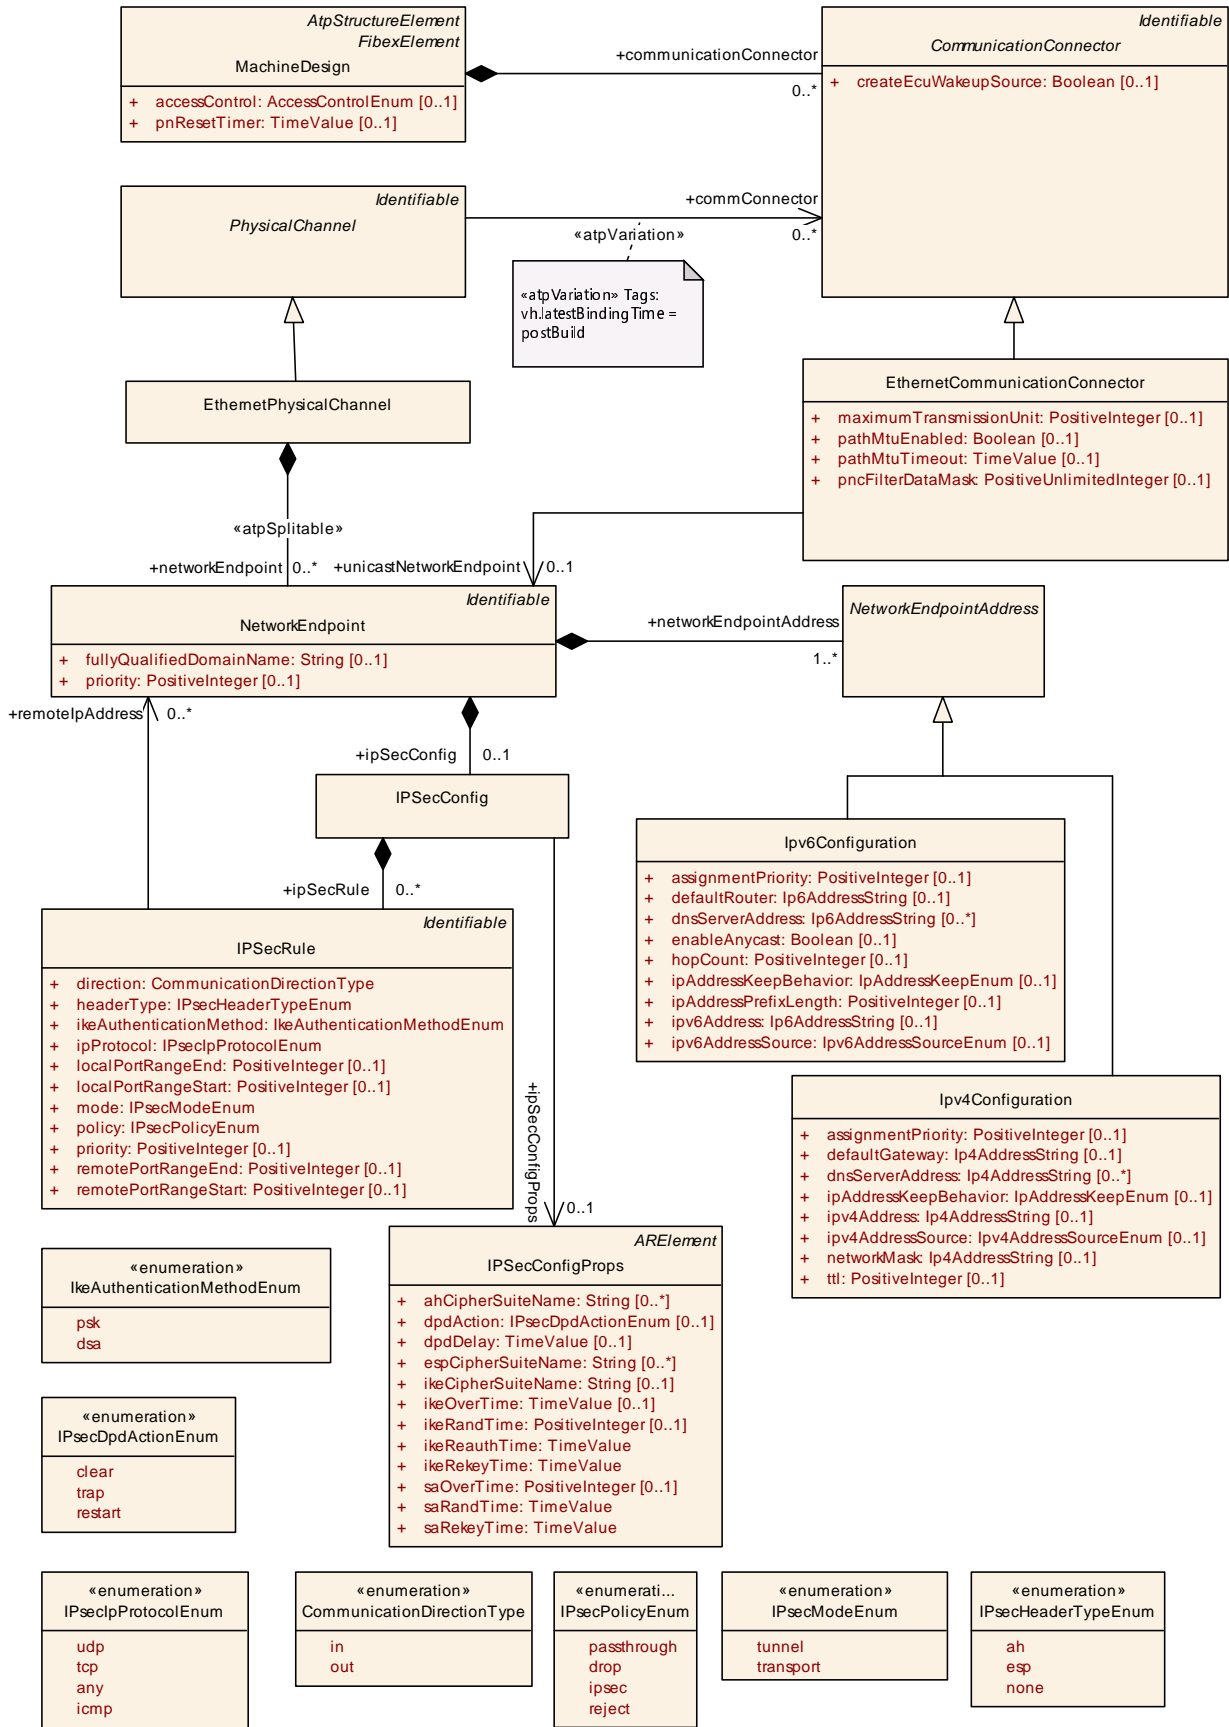 AtpStructureElement
FibexElement
MachineDesign
+ accessControl: AccessControlEnum [0..1]
+ pnResetTimer: TimeValue [0..1]
+communicationConnector
0..*
Identifiable
CommunicationConnector
+ createEcuWakeupSource: Boolean [0..1]
Identifiable
PhysicalChannel
+commConnector
«atpVariation»
0..*
«atpVariation» Tags:
vh.latestBindingTime =
postBuild
EthernetPhysicalChannel
EthernetCommunicationConnector
+ maximumTransmissionUnit: PositiveInteger [0..1]
+ pathMtuEnabled: Boolean [0..1]
+ pathMtuTimeout: TimeValue [0..1]
+ pncFilterDataMask: PositiveUnlimitedInteger [0..1]
«atpSplitable»
+networkEndpoint 0..*
+unicastNetworkEndpoint 0..1
Identifiable
NetworkEndpoint
+ fullyQualifiedDomainName: String [0..1]
+ priority: PositiveInteger [0..1]
+networkEndpointAddress
1..*
NetworkEndpointAddress
+remoteIpAddress 0..*
+ipSecConfig 0..1
IPSecConfig
+ipSecRule 0..*
Ipv6Configuration
+ assignmentPriority: PositiveInteger [0..1]
+ defaultRouter: Ip6AddressString [0..1]
+ dnsServerAddress: Ip6AddressString [0..*]
+ enableAnycast: Boolean [0..1]
+ hopCount: PositiveInteger [0..1]
+ ipAddressKeepBehavior: IpAddressKeepEnum [0..1]
+ ipAddressPrefixLength: PositiveInteger [0..1]
+ ipv6Address: Ip6AddressString [0..1]
+ ipv6AddressSource: Ipv6AddressSourceEnum [0..1]
Identifiable
IPSecRule
+ direction: CommunicationDirectionType
+ headerType: IPsecHeaderTypeEnum
+ ikeAuthenticationMethod: IkeAuthenticationMethodEnum
+ ipProtocol: IPsecIpProtocolEnum
+ localPortRangeEnd: PositiveInteger [0..1]
+ localPortRangeStart: PositiveInteger [0..1]
+ mode: IPsecModeEnum
+ policy: IPsecPolicyEnum
+ priority: PositiveInteger [0..1]
+ remotePortRangeEnd: PositiveInteger [0..1]
+ remotePortRangeStart: PositiveInteger [0..1]
+ipSecConfigProps
0..1
Ipv4Configuration
+ assignmentPriority: PositiveInteger [0..1]
+ defaultGateway: Ip4AddressString [0..1]
+ dnsServerAddress: Ip4AddressString [0..*]
+ ipAddressKeepBehavior: IpAddressKeepEnum [0..1]
+ ipv4Address: Ip4AddressString [0..1]
+ ipv4AddressSource: Ipv4AddressSourceEnum [0..1]
+ networkMask: Ip4AddressString [0..1]
+ ttl: PositiveInteger [0..1]
ARElement
IPSecConfigProps
+ ahCipherSuiteName: String [0..*]
+ dpdAction: IPsecDpdActionEnum [0..1]
+ dpdDelay: TimeValue [0..1]
+ espCipherSuiteName: String [0..*]
+ ikeCipherSuiteName: String [0..1]
+ ikeOverTime: TimeValue [0..1]
+ ikeRandTime: PositiveInteger [0..1]
+ ikeReauthTime: TimeValue
+ ikeRekeyTime: TimeValue
+ saOverTime: PositiveInteger [0..1]
+ saRandTime: TimeValue
+ saRekeyTime: TimeValue
«enumeration»
IkeAuthenticationMethodEnum
psk
dsa
«enumeration»
IPsecDpdActionEnum
clear
trap
restart
«enumeration»
IPsecIpProtocolEnum
udp
tcp
any
icmp
«enumeration»
CommunicationDirectionType
in
out
«enumerati...
IPsecPolicyEnum
passthrough
drop
ipsec
reject
«enumeration»
IPsecModeEnum
tunnel
transport
«enumeration»
IPsecHeaderTypeEnum
ah
esp
none